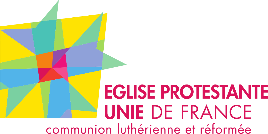 EGLISE PROTESTANTE
UNIE DE FRANCE
communion luthérienne et réformée